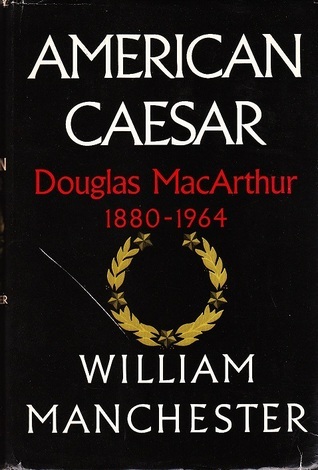 AMERICAN
CAESAR
Douglas MacArthur
1880-1964
WILLIAM
MANCHESTER